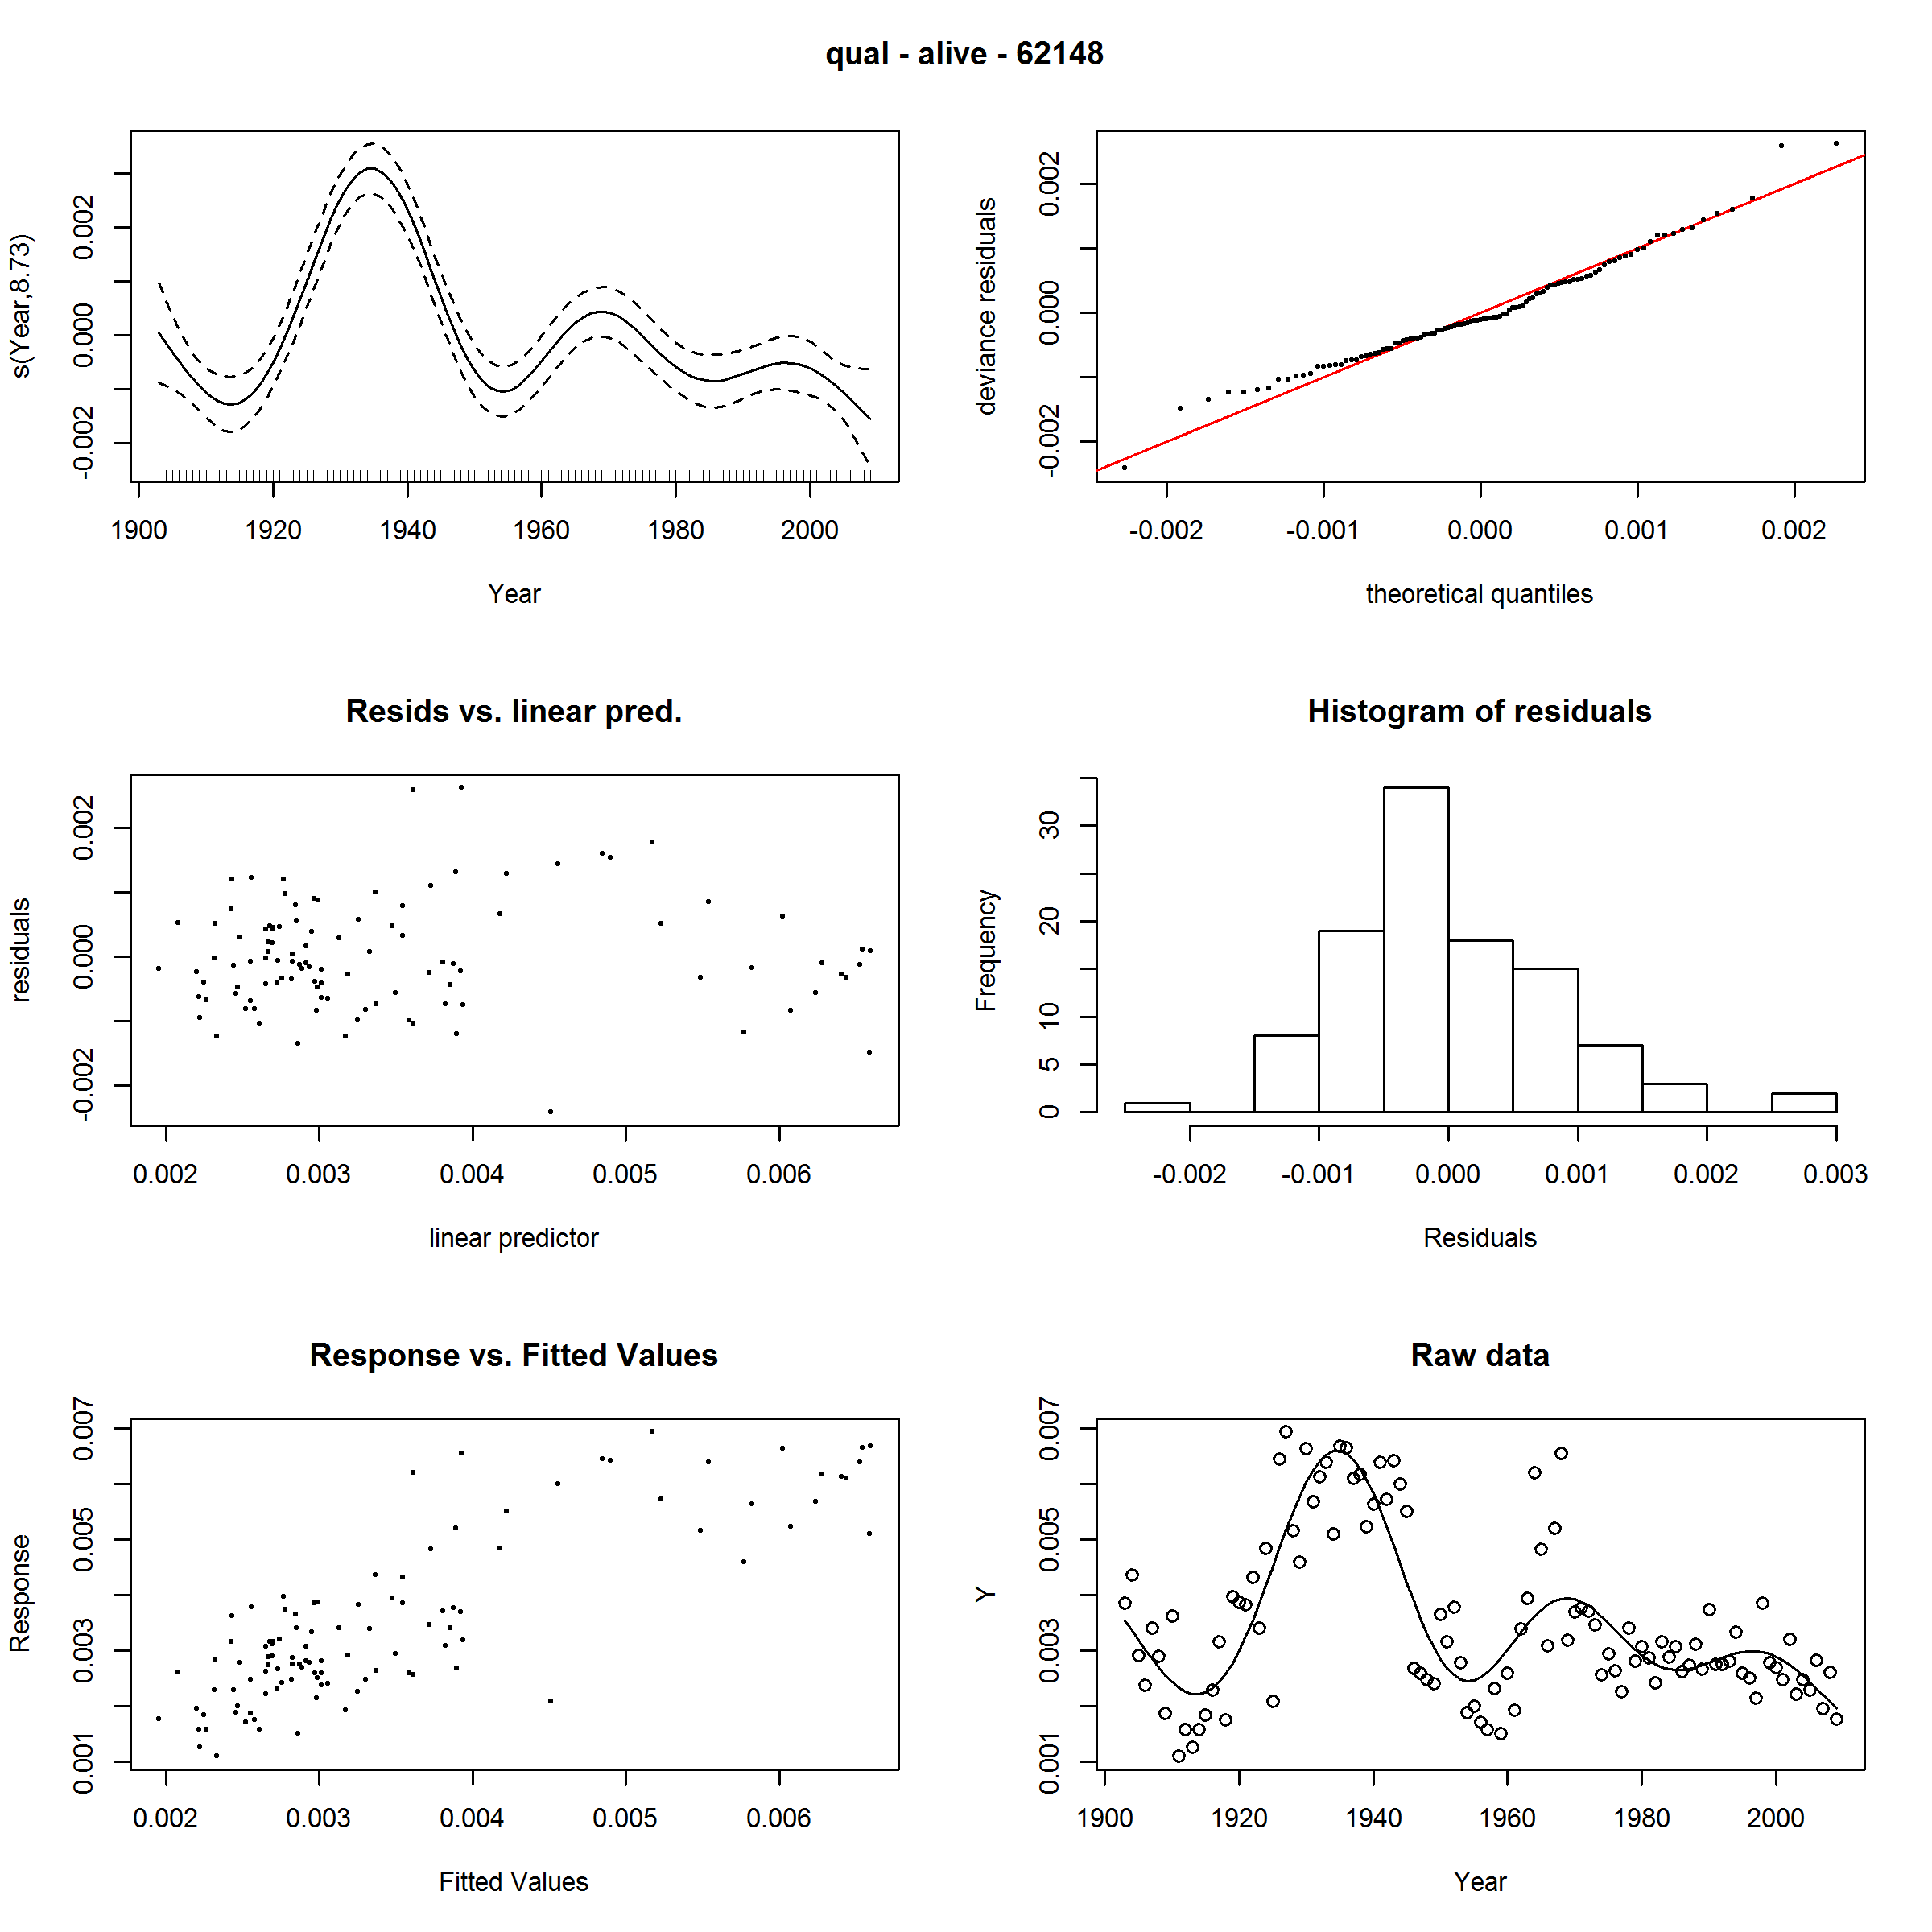 qual - alive - 62148
s(Year,8.73)
-0.002 0.000 0.002
1900 1920 1940 1960 1980 2000
Year
deviance residuals
-0.002 0.000 0.002
-0.002 -0.001 0.000 0.001 0.002
theoretical quantiles
Resids vs. linear pred.
residuals
-0.002 0.000 0.002
0.002 0.003 0.004 0.005 0.006
linear predictor
Histogram of residuals
Frequency
0 5 10 20 30
-0.002 -0.001 0.000 0.001 0.002 0.003
Residuals
Response vs. Fitted Values
Response
0.001 0.003 0.005 0.007
0.002 0.003 0.004 0.005 0.006
Fitted Values
Raw data
Y
0.001 0.003 0.005 0.007
1900 1920 1940 1960 1980 2000
Year